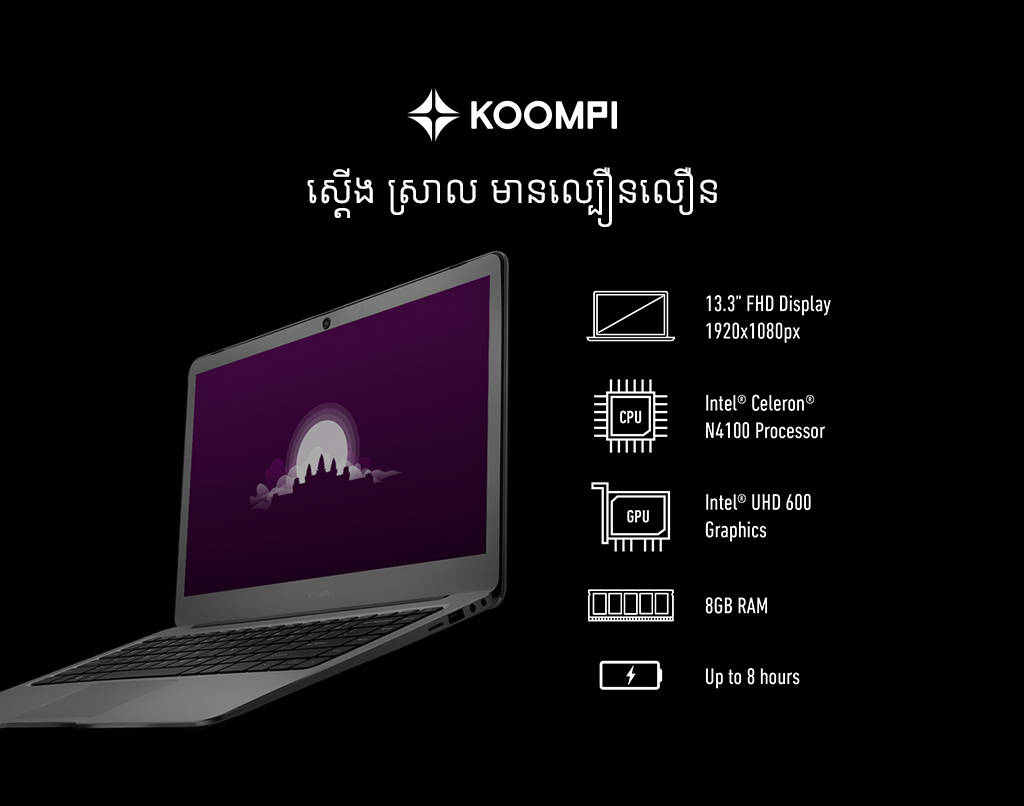 KOOMPI
ស្ដើង ស្រាល មានល្បឿនលឿន
13.3” FHD Display
1920x1080px
CPU
Intel® Celeron®
N4100 Processor
GPU
Intel® UHD 600
Graphics
8GB RAM
Up to 8 hours
KOOMPI